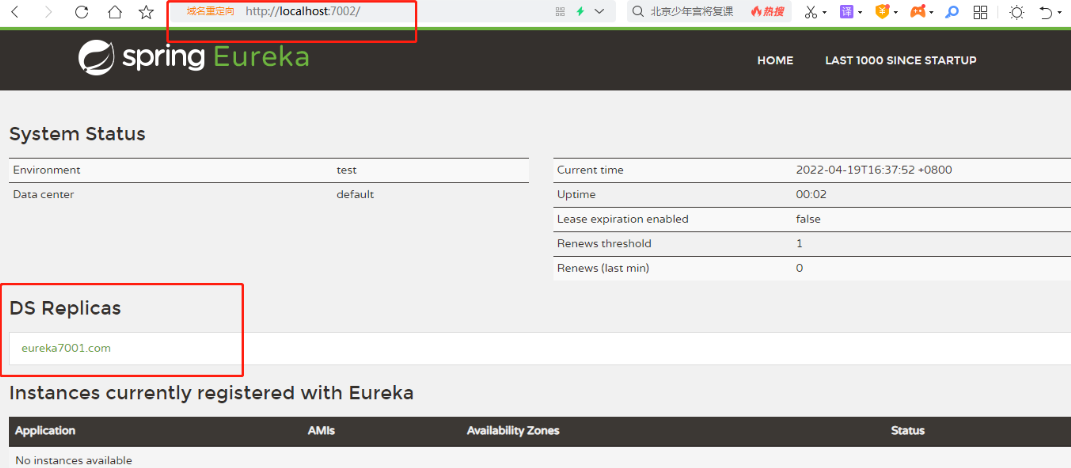 域名重定向 http://localhost:7002/ 北京少年宫将复课 热搜 译
spring Eureka HOME LAST 1000 SINCE STARTUP
System Status
Environment test Current time 2022-04-19T16:37:52 +0800
Data center default Uptime 00:02
Lease expiration enabled false
Renews threshold 1
Renews (last min) 0
DS Replicas
eureka7001.com
Instances currently registered with Eureka
Application AMIs Availability Zones Status
No instances available